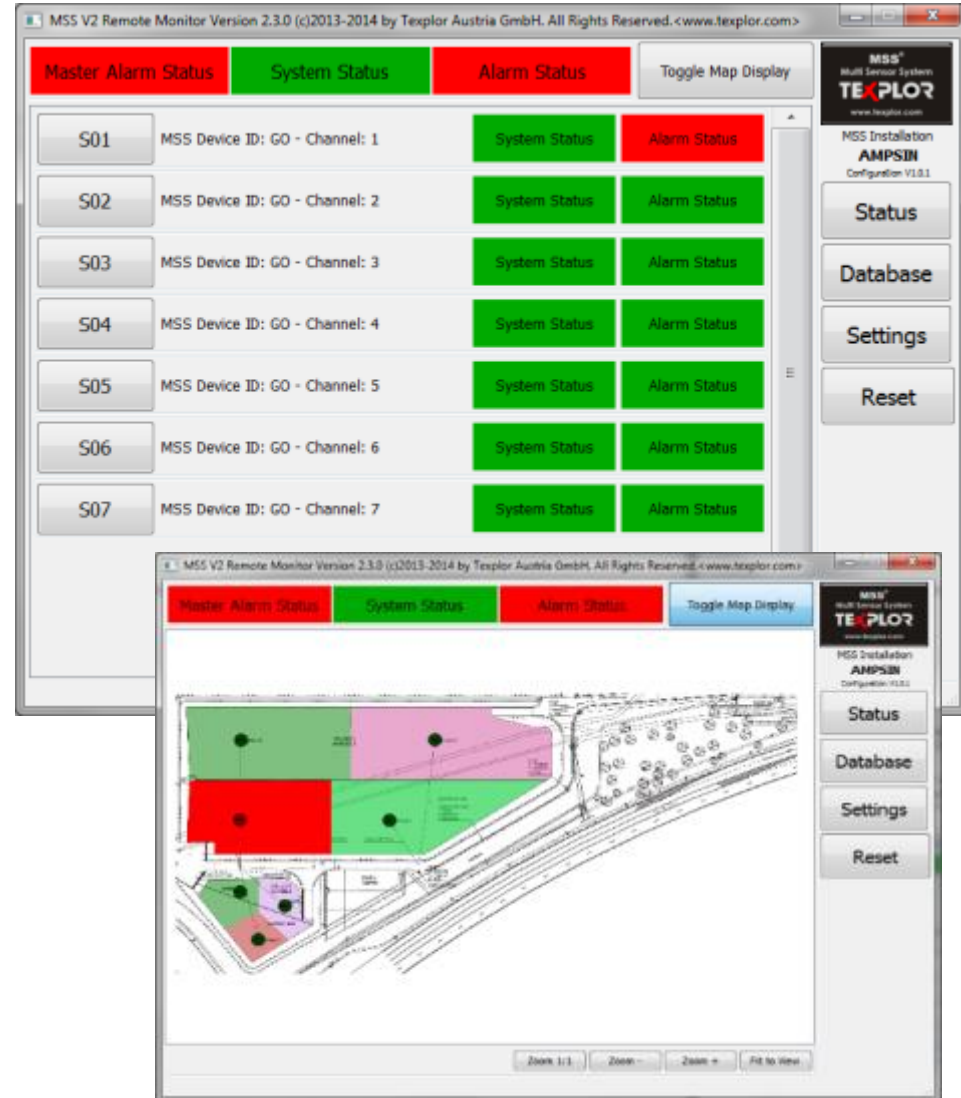 MSS V2 Remote Monitor Version 2.3.0 (c)2013-2014 by Texplor Austria GmbH. All Rights Reserved.<www.texplor.com>
Master Alarm Status System Status Alarm Status Toggle Map Display
MSS®
Multi Sensor System
TEXPLOR
www.texplor.com
MSS Installation
AMPSIN
Configuration V1.0.1
Status
Database
Settings
Reset
S01 MSS Device ID: GO - Channel: 1 System Status Alarm Status
S02 MSS Device ID: GO - Channel: 2 System Status Alarm Status
S03 MSS Device ID: GO - Channel: 3 System Status Alarm Status
S04 MSS Device ID: GO - Channel: 4 System Status Alarm Status
S05 MSS Device ID: GO - Channel: 5 System Status Alarm Status
S06 MSS Device ID: GO - Channel: 6 System Status Alarm Status
S07 MSS Device ID: GO - Channel: 7 System Status Alarm Status
MSS V2 Remote Monitor Version 2.3.0 (c)2013-2014 by Texplor Austria GmbH. All Rights Reserved.<www.texplor.com>
Master Alarm Status System Status Alarm Status Toggle Map Display
MSS®
Multi Sensor System
TEXPLOR
www.texplor.com
MSS Installation
AMPSIN
Configuration V1.0.1
Status
Database
Settings
Reset
Zoom 1:1 Zoom - Zoom + Fit to View